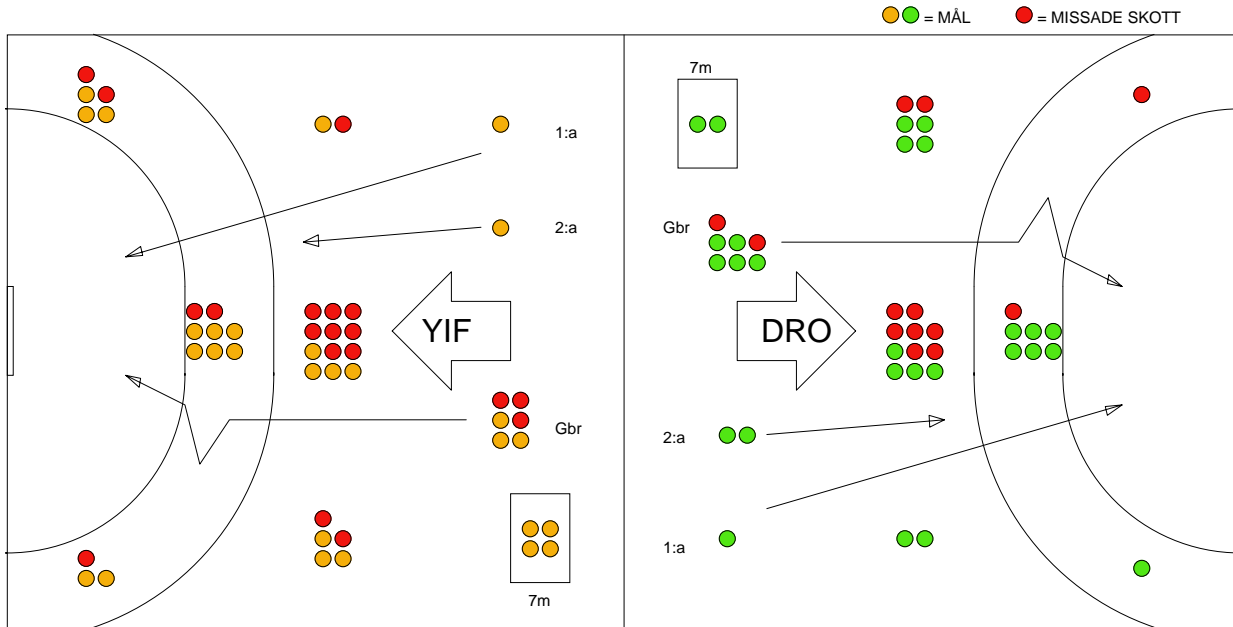 = MÅL = MISSADE SKOTT
7m
1:a
2:a
Gbr
YIF
DRO
Gbr
2:a
1:a
7m